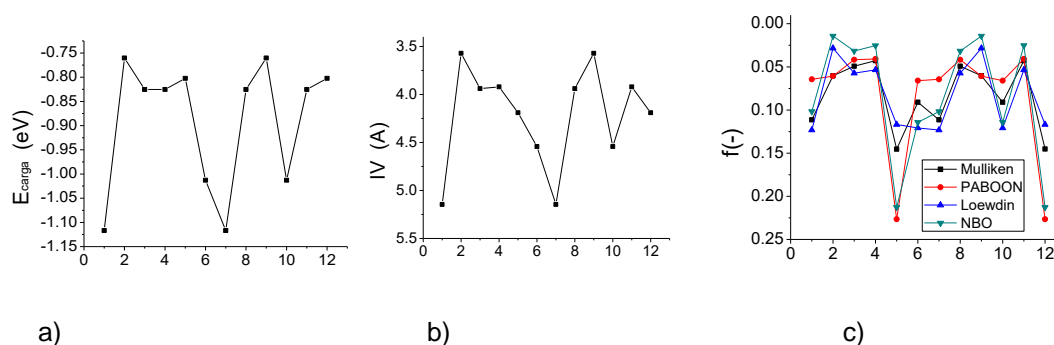 -0.75
-0.80
-0.85
-0.90
-0.95
-1.00
-1.05
-1.10
-1.15
E_carga (eV)
0 2 4 6 8 10 12
a)
3.5
4.0
4.5
5.0
5.5
IV (A)
0 2 4 6 8 10 12
b)
0.00
0.05
0.10
0.15
0.20
0.25
f(-)
Mulliken
PABOON
Loewdin
NBO
0 2 4 6 8 10 12
c)